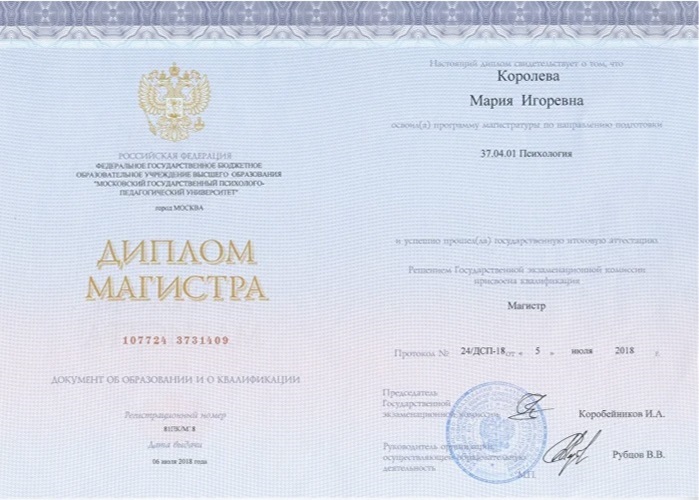 РОССИЙСКАЯ ФЕДЕРАЦИЯ
ФЕДЕРАЛЬНОЕ ГОСУДАРСТВЕННОЕ БЮДЖЕТНОЕ
ОБРАЗОВАТЕЛЬНОЕ УЧРЕЖДЕНИЕ ВЫСШЕГО ОБРАЗОВАНИЯ
"МОСКОВСКИЙ ГОСУДАРСТВЕННЫЙ ПСИХОЛОГО-
ПЕДАГОГИЧЕСКИЙ УНИВЕРСИТЕТ"
город МОСКВА
ДИПЛОМ
МАГИСТРА
107724 3731409
ДОКУМЕНТ ОБ ОБРАЗОВАНИИ И О КВАЛИФИКАЦИИ
Регистрационный номер
Дата выдачи
06 июля 2018 года
Настоящий диплом свидетельствует о том, что
Королева
Мария Игоревна
освоил(а) программу магистратуры по направлению подготовки
37.04.01 Психология
и успешно прошел(ла) государственную итоговую аттестацию
Решением Государственной экзаменационной комиссии
присвоена квалификация
Магистр
Протокол № 24/ДСП-18 от « 5 » июля 2018 г.
Председатель
Государственной
экзаменационной комиссии
Коробейников И.А.
Руководитель организации,
осуществляющей образовательную
деятельность
Рубцов В.В.
М.П.